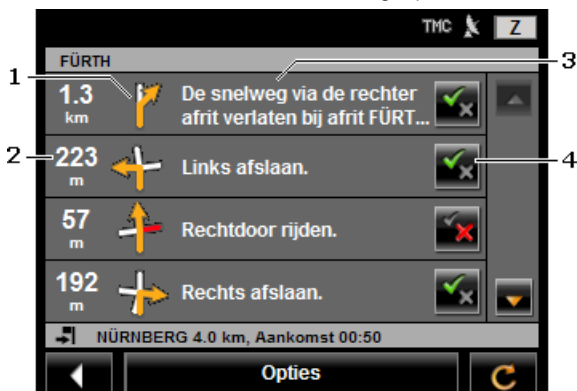 TMC Z
FÜRTH
1
3
1.3
km
De snelweg via de rechter
afrit verlaten bij afrit FÜRT...
2
223
m
Links afslaan.
4
57
m
Rechtdoor rijden.
192
m
Rechts afslaan.
NÜRNBERG 4.0 km, Aankomst 00:50
Opties